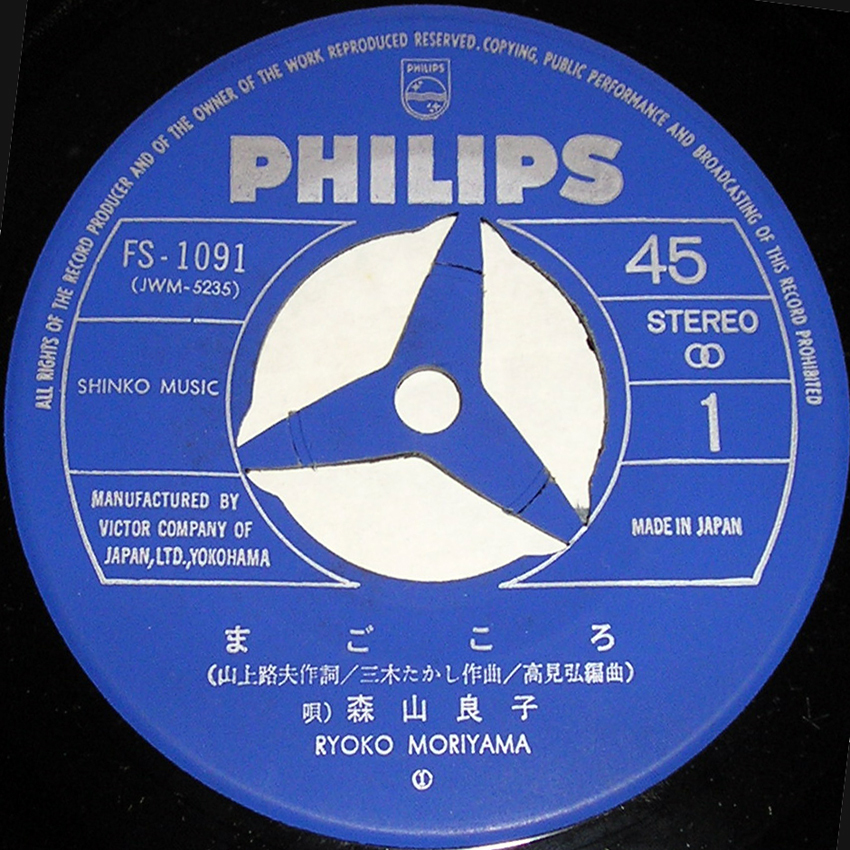 ALL RIGHTS OF THE RECORD PRODUCER AND OF THE OWNER OF THE WORK REPRODUCED RESERVED. COPYING, PUBLIC PERFORMANCE AND BROADCASTING OF THIS RECORD PROHIBITED
PHILIPS
PHILIPS
FS-1091
(JWM-5235)
SHINKO MUSIC
MANUFACTURED BY
VICTOR COMPANY OF
JAPAN,LTD.,YOKOHAMA
45
STEREO
1
MADE IN JAPAN
まごころ
(山上路夫作詞/三木たかし作曲/高見弘編曲)
唄) 森山良子
RYOKO MORIYAMA
①